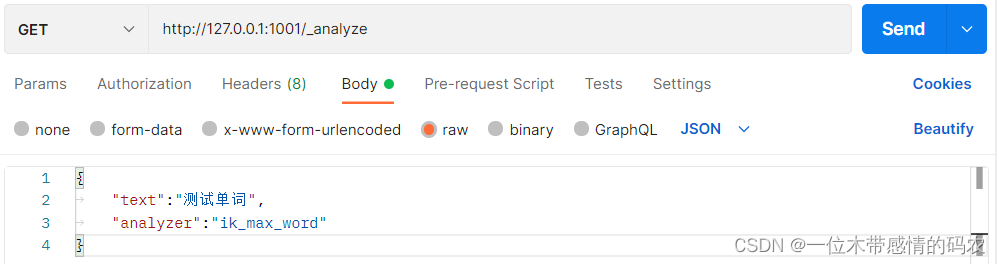 GET http://127.0.0.1:1001/_analyze Send
Params Authorization Headers (8) Body Pre-request Script Tests Settings Cookies
none form-data x-www-form-urlencoded raw binary GraphQL JSON Beautify
1 {
2 "text":"测试单词",
3 "analyzer":"ik_max_word"
4 }
CSDN @一位木带感情的码农